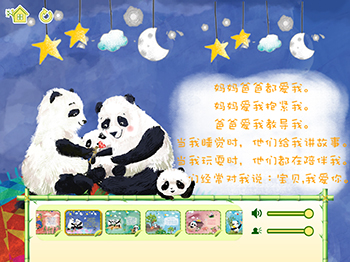 妈妈爸爸都爱我。
妈妈爱我抱紧我。
爸爸爱我教导我。
当我睡觉时，他们给我讲故事。
当我玩耍时，他们都在陪伴我。
们经常对我说：宝贝，我爱你。